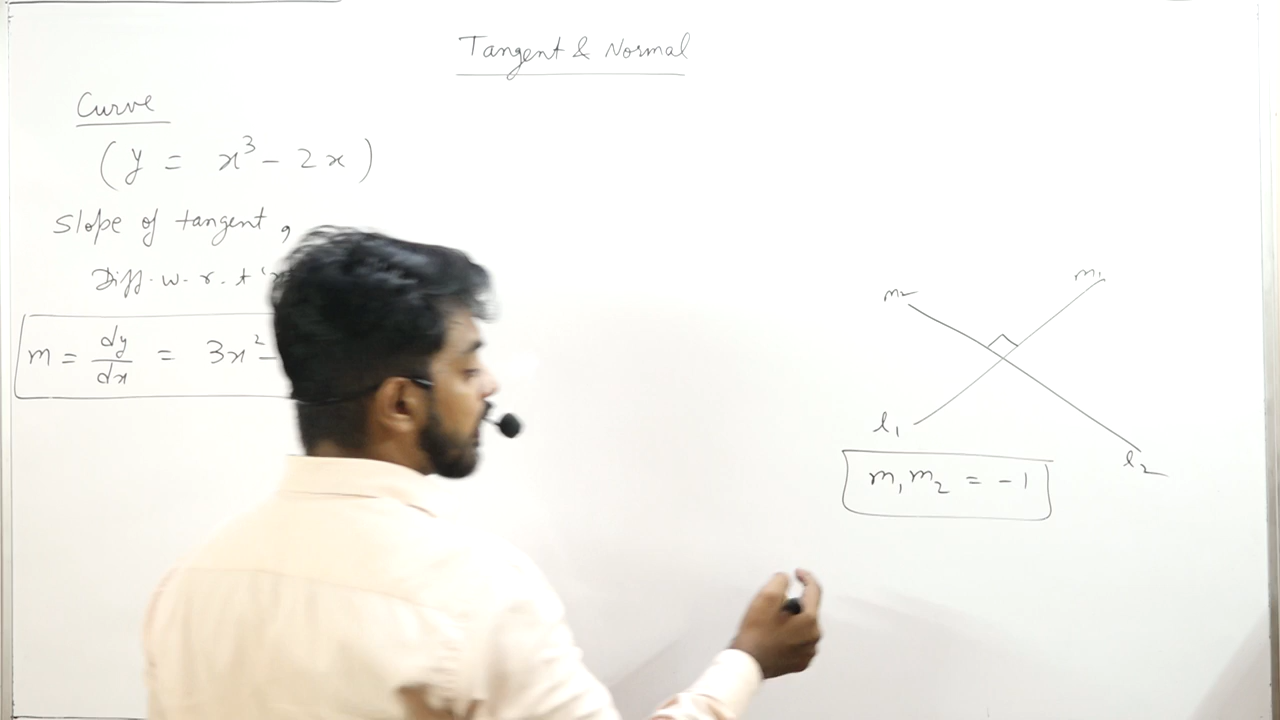 Tangent & Normal
Curve
(y = x³ - 2x)
Slope of tangent,
Diff. w. r. t
m = dy/dx = 3x² -
m₂
m₁
l₁
l₂
m₁m₂ = -1